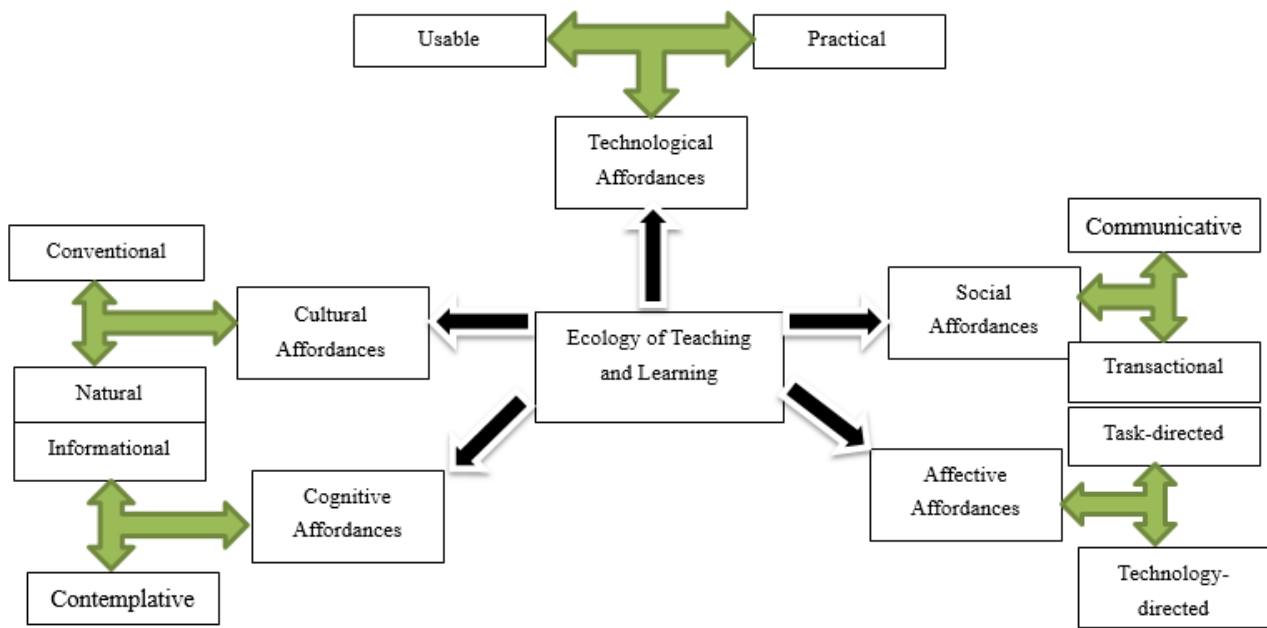 Usable
Practical
Technological
Affordances
Conventional
Communicative
Cultural
Affordances
Social
Affordances
Ecology of Teaching
and Learning
Natural
Transactional
Informational
Task-directed
Cognitive
Affordances
Affective
Affordances
Contemplative
Technology-
directed